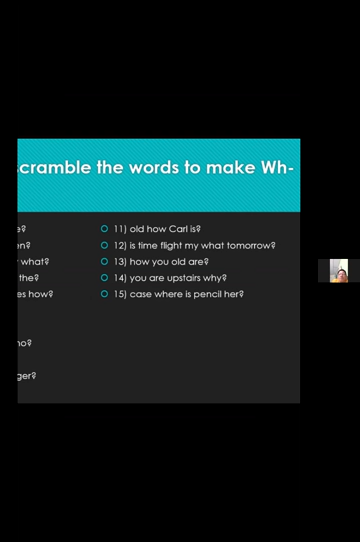 scramble the words to make Wh-
e?
en?
what?
the?
es how?
no?
ger?
11) old how Carl is?
12) is time flight my what tomorrow?
13) how you old are?
14) you are upstairs why?
15) case where is pencil her?